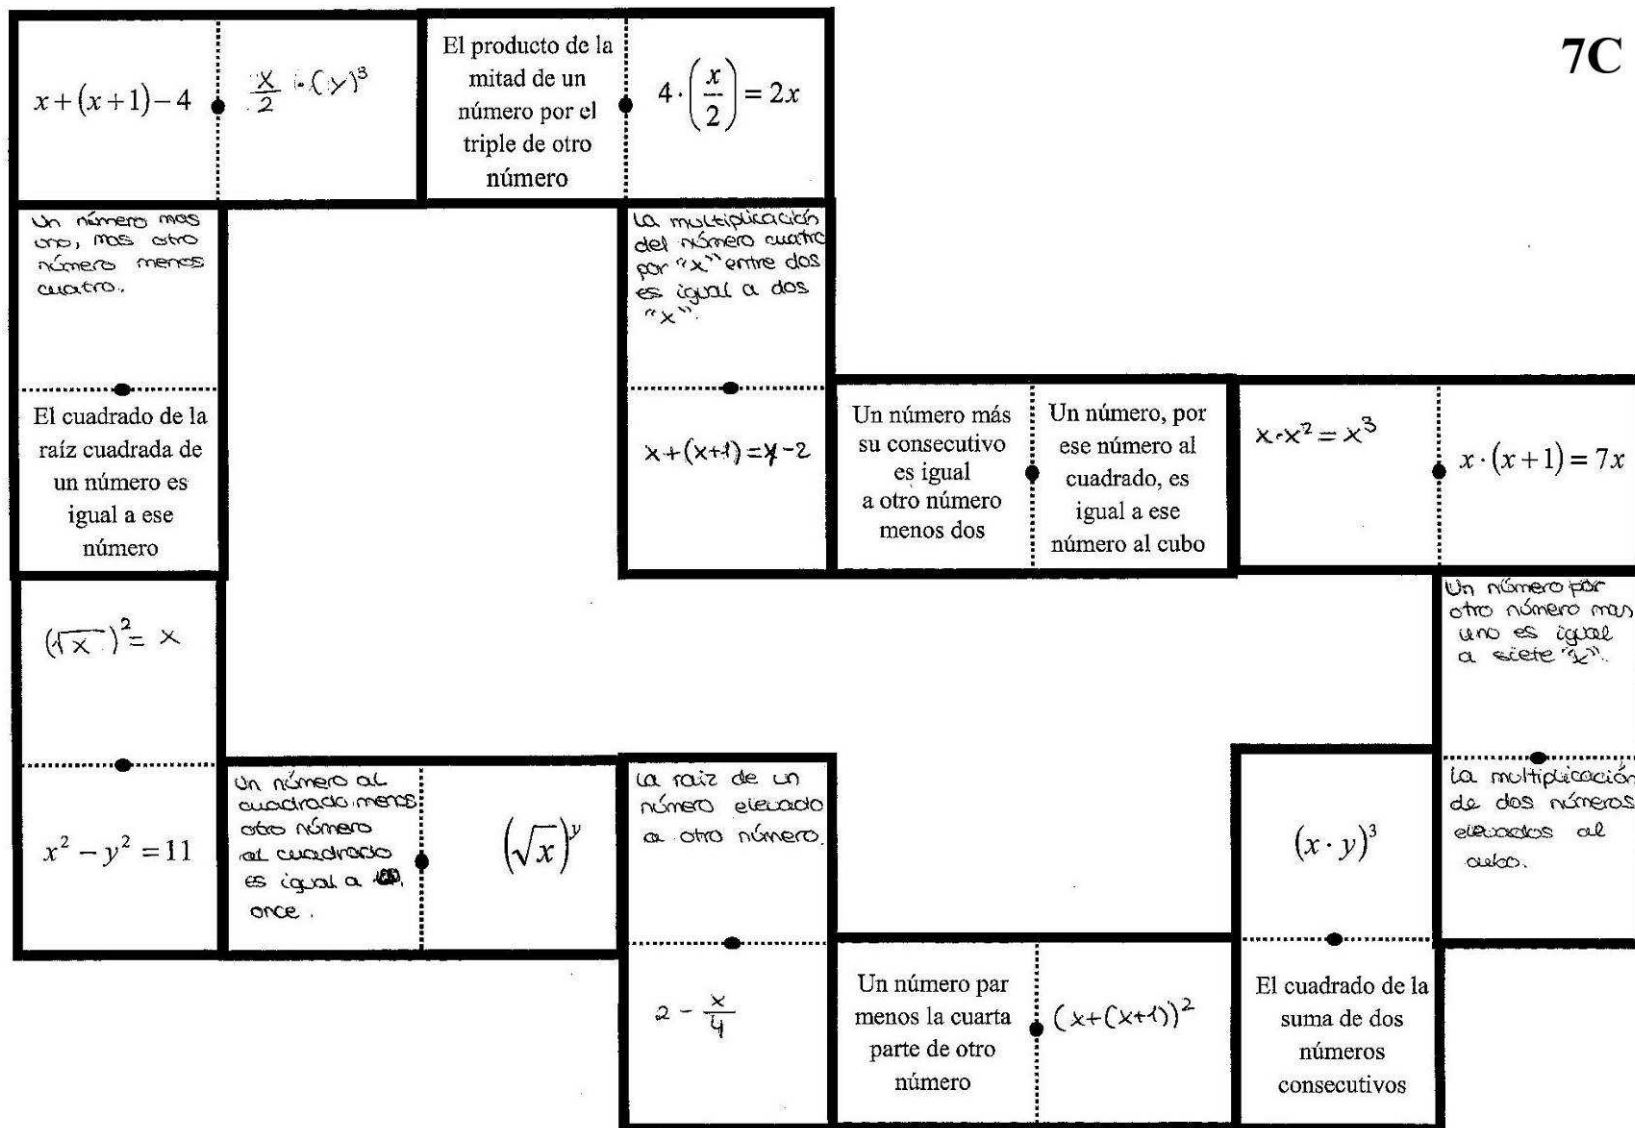 7C
x+(x+1)−4
x/2 · (y)³
El producto de la
mitad de un
número por el
triple de otro
número
4·(x/2)=2x
Un número mas
uno, mas otro
número menos
cuatro.
El cuadrado de la
raíz cuadrada de
un número es
igual a ese
número
La multiplicación
del número cuatro
por "x" entre dos
es igual a dos
"x".
x+(x+1)=y-2
Un número más
su consecutivo
es igual
a otro número
menos dos
Un número, por
ese número al
cuadrado, es
igual a ese
número al cubo
x·x²=x³
x·(x+1)=7x
(√x)²=x
x²−y²=11
Un número al
cuadrado menos
otro número
al cuadrado
es igual a
once.
(√x)^y
La raiz de un
número elevado
a otro número.
2 - x/4
Un número par
menos la cuarta
parte de otro
número
(x+(x+1))²
(x·y)³
El cuadrado de la
suma de dos
números
consecutivos
Un número por
otro número mas
uno es igual
a siete "x".
La multiplicación
de dos números
elevados al
cubo.